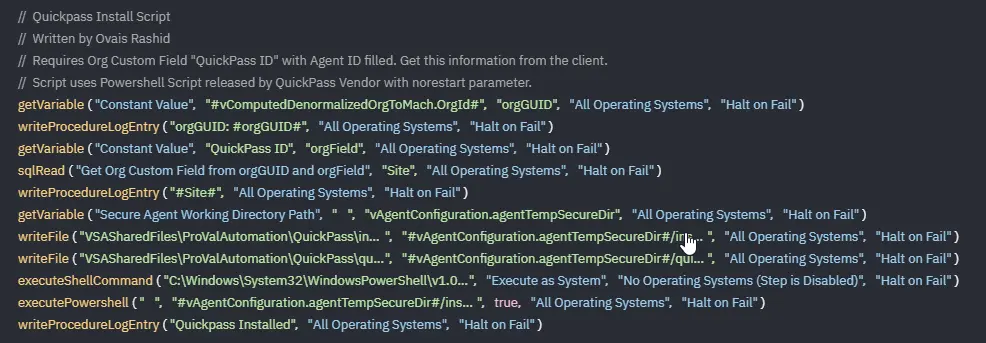 // Quickpass Install Script
// Written by Ovais Rashid
// Requires Org Custom Field "QuickPass ID" with Agent ID filled. Get this information from the client.
// Script uses Powershell Script released by QuickPass Vendor with norestart parameter.
getVariable ("Constant Value", "#vComputedDenormalizedOrgToMach.OrgId#", "orgGUID", "All Operating Systems", "Halt on Fail")
writeProcedureLogEntry ("orgGUID: #orgGUID#", "All Operating Systems", "Halt on Fail")
getVariable ("Constant Value", "QuickPass ID", "orgField", "All Operating Systems", "Halt on Fail")
sqlRead ("Get Org Custom Field from orgGUID and orgField", "Site", "All Operating Systems", "Halt on Fail")
writeProcedureLogEntry ("#Site#", "All Operating Systems", "Halt on Fail")
getVariable ("Secure Agent Working Directory Path", " ", "vAgentConfiguration.agentTempSecureDir", "All Operating Systems", "Halt on Fail")
writeFile ("VSASharedFiles\ProValAutomation\QuickPass\in... ", "#vAgentConfiguration.agentTempSecureDir#/ins... ", "All Operating Systems", "Halt on Fail")
writeFile ("VSASharedFiles\ProValAutomation\QuickPass\qu... ", "#vAgentConfiguration.agentTempSecureDir#/qui... ", "All Operating Systems", "Halt on Fail")
executeShellCommand ("C:\Windows\System32\WindowsPowerShell\v1.0...", "Execute as System", "No Operating Systems (Step is Disabled)", "Halt on Fail")
executePowershell (" ", "#vAgentConfiguration.agentTempSecureDir#/ins... ", true, "All Operating Systems", "Halt on Fail")
writeProcedureLogEntry ("Quickpass Installed", "All Operating Systems", "Halt on Fail")